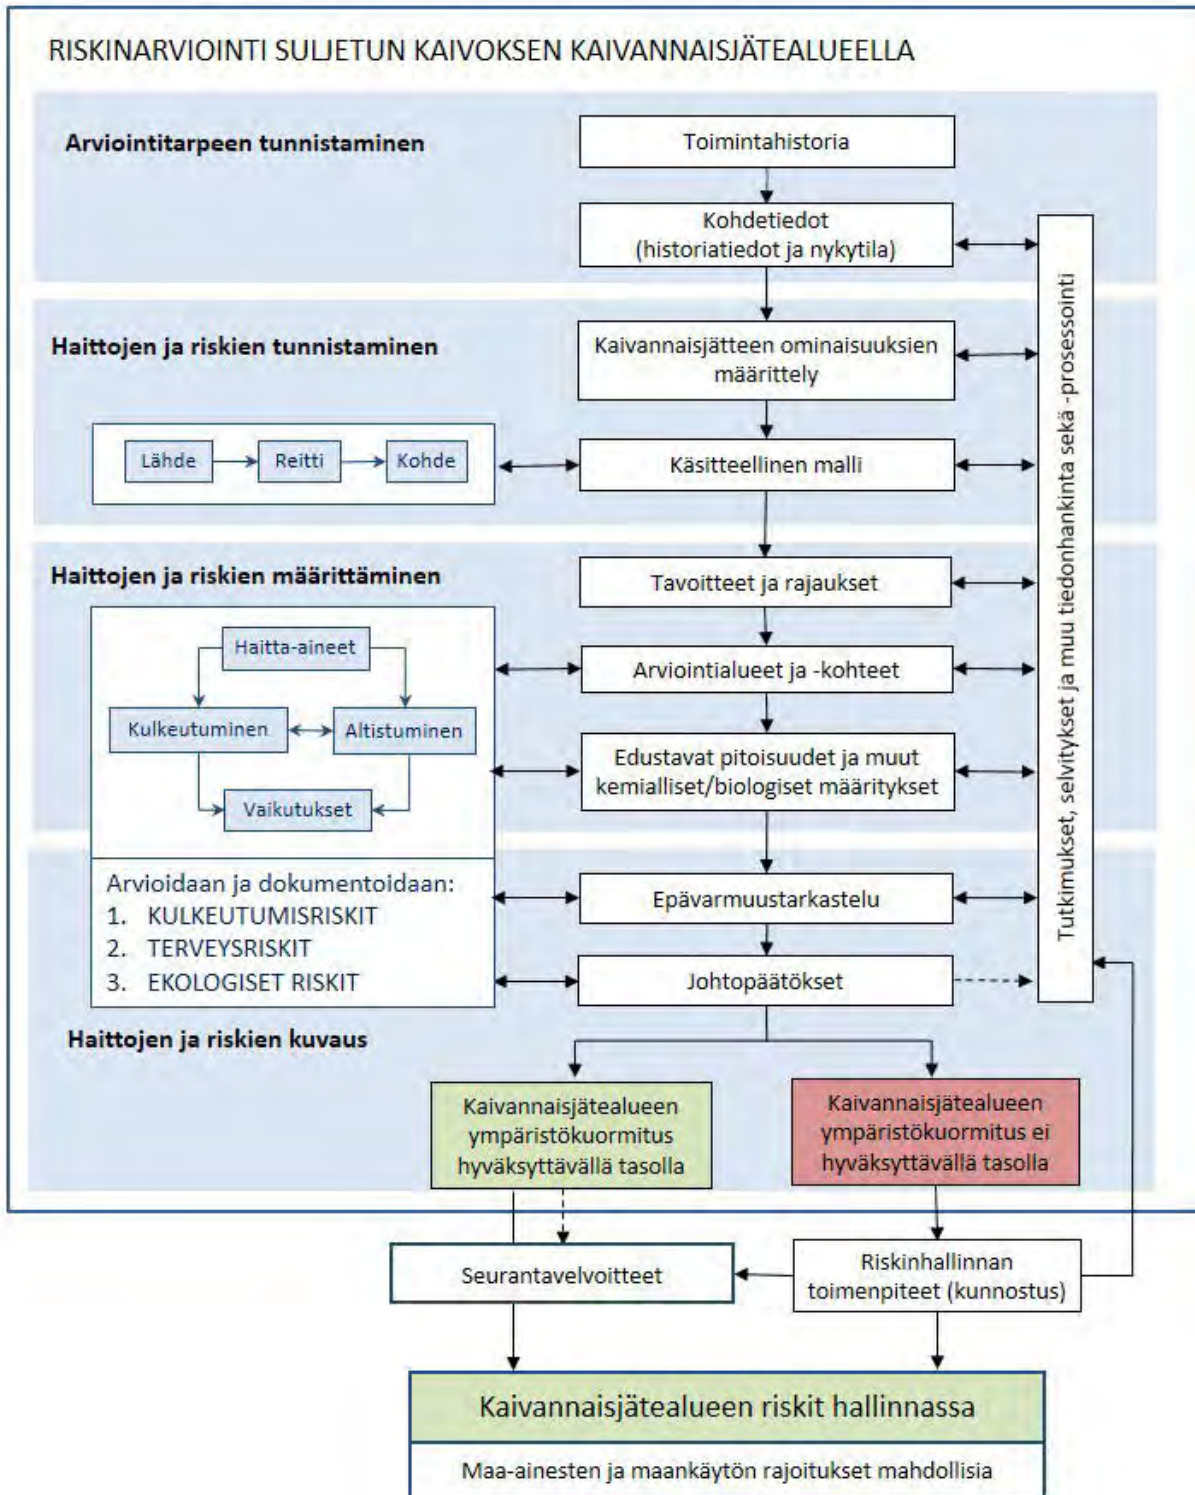 RISKINARVIOINTI SULJETUN KAIVOKSEN KAIVANNAISJÄTEALUEELLA
Arviointitarpeen tunnistaminen
Toimintahistoria
Kohdetiedot
(historiatiedot ja nykytila)
Haittojen ja riskien tunnistaminen
Kaivannaisjätteen ominaisuuksien
määrittely
Lähde
Reitti
Kohde
Käsitteellinen malli
Tutkimukset, selvitykset ja muu tiedonhankinta sekä -prosessointi
Haittojen ja riskien määrittäminen
Tavoitteet ja rajaukset
Haitta-aineet
Kulkeutuminen
Altistuminen
Vaikutukset
Arviointialueet ja -kohteet
Edustavat pitoisuudet ja muut
kemialliset/biologiset määritykset
Arvioidaan ja dokumentoidaan:
1. KULKEUTUMISRISKIT
2. TERVEYSRISKIT
3. EKOLOGISET RISKIT
Epävarmuustarkastelu
Johtopäätökset
Haittojen ja riskien kuvaus
Kaivannaisjätealueen
ympäristökuormitus
hyväksyttävällä tasolla
Kaivannaisjätealueen
ympäristökuormitus ei
hyväksyttävällä tasolla
Seurantavelvoitteet
Riskinhallinnan
toimenpiteet (kunnostus)
Kaivannaisjätealueen riskit hallinnassa
Maa-ainesten ja maankäytön rajoitukset mahdollisia